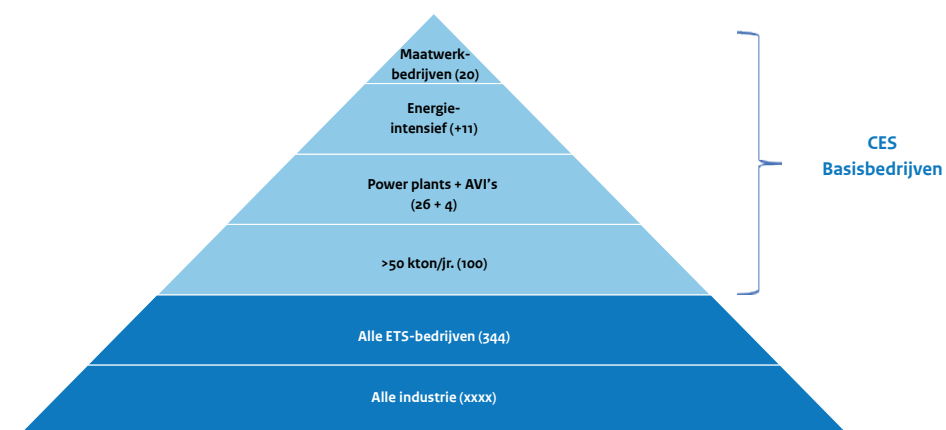 Maatwerk-
bedrijven (20)
Energie-
intensief (+11)
Power plants + AVI's
(26 + 4)
>50 kton/jr. (100)
Alle ETS-bedrijven (344)
Alle industrie (xxxx)
CES
Basisbedrijven